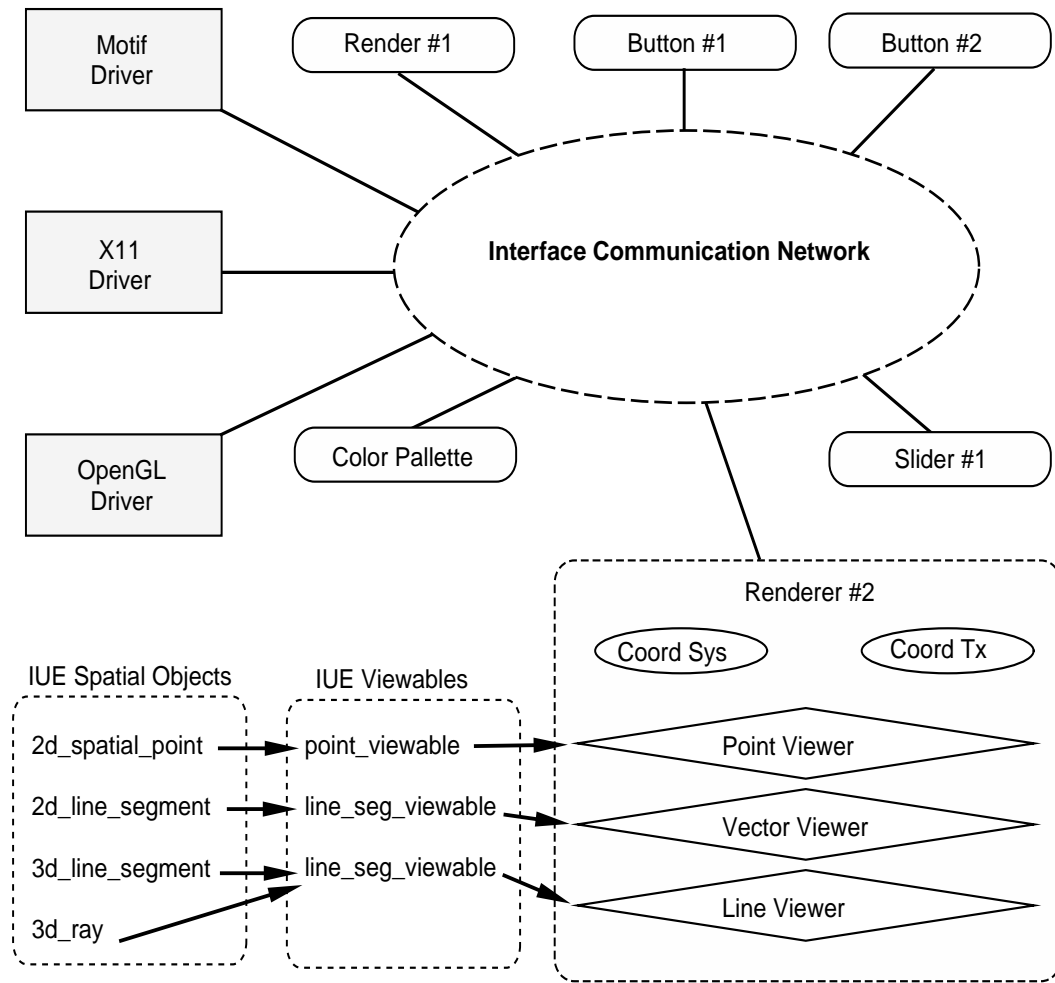 Motif
Driver
Render #1
Button #1
Button #2
X11
Driver
Interface Communication Network
OpenGL
Driver
Color Pallette
Slider #1
Renderer #2
Coord Sys
Coord Tx
IUE Spatial Objects
IUE Viewables
2d_spatial_point
point_viewable
Point Viewer
2d_line_segment
line_seg_viewable
Vector Viewer
3d_line_segment
line_seg_viewable
Line Viewer
3d_ray